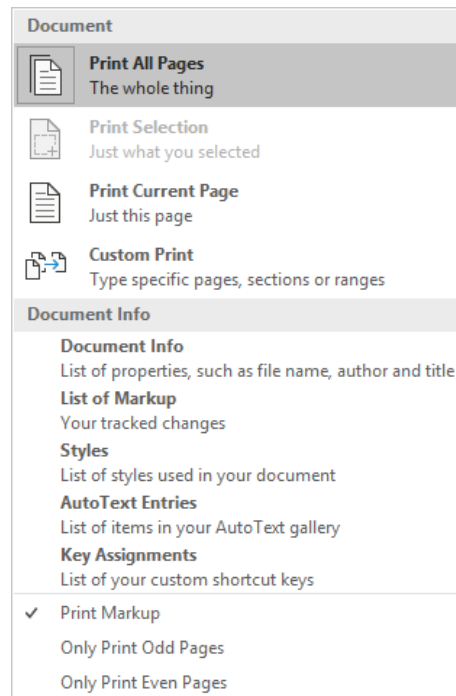 Document
Print All Pages
The whole thing
Print Selection
Just what you selected
Print Current Page
Just this page
Custom Print
Type specific pages, sections or ranges
Document Info
Document Info
List of properties, such as file name, author and title
List of Markup
Your tracked changes
Styles
List of styles used in your document
AutoText Entries
List of items in your AutoText gallery
Key Assignments
List of your custom shortcut keys
Print Markup
Only Print Odd Pages
Only Print Even Pages